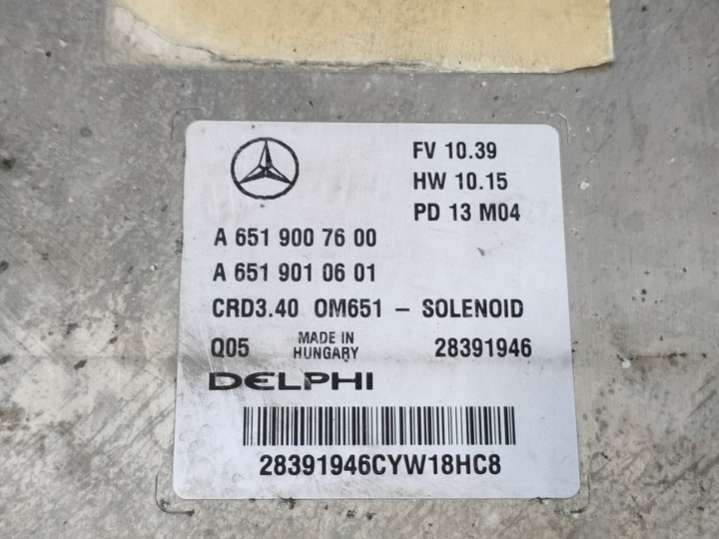 FV 10.39
HW 10.15
PD 13 M04
A 651 900 76 00
A 651 901 06 01
CRD3.40 OM651 – SOLENOID
Q05 MADE IN HUNGARY 28391946
DELPHI
28391946CYW18HC8